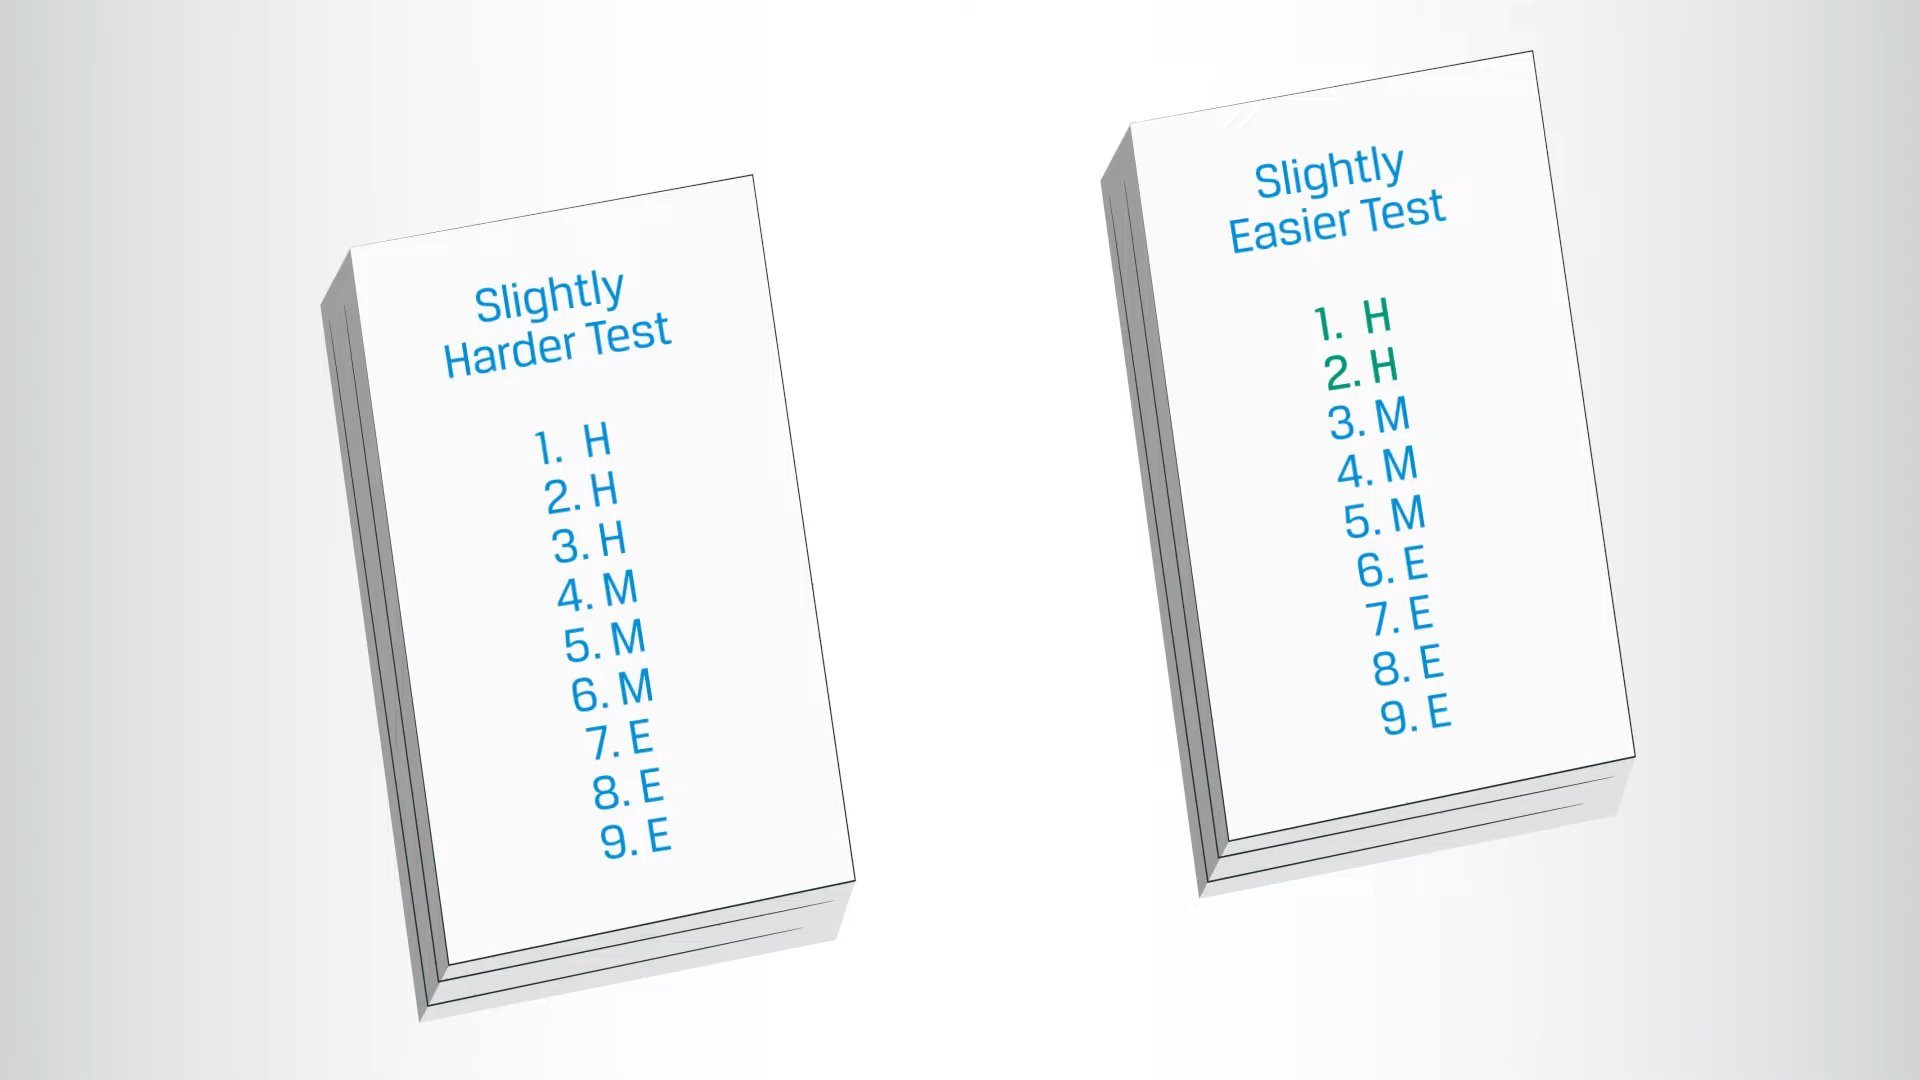 Slightly
Harder Test
1. H
2. H
3. H
4. M
5. M
6. M
7. E
8. E
9. E
Slightly
Easier Test
1. H
2. H
3. M
4. M
5. M
6. E
7. E
8. E
9. E